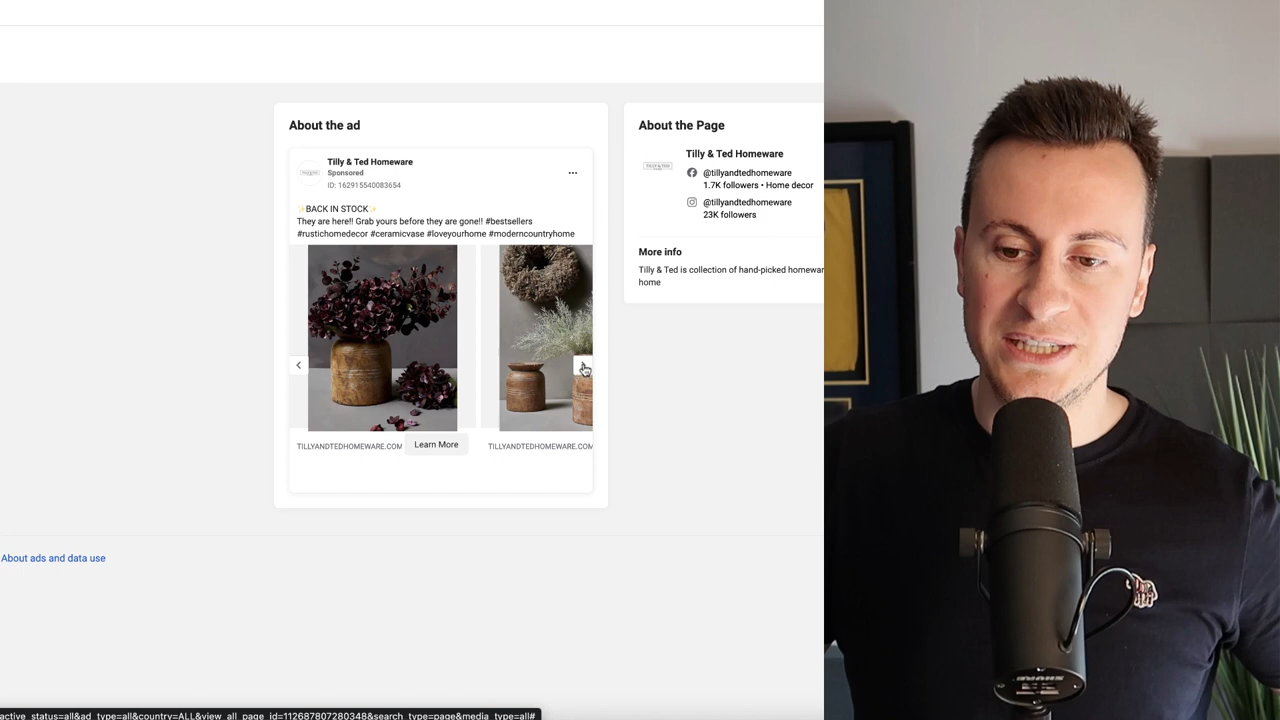 About the ad
Tilly & Ted Homeware
Sponsored
ID: 162915540083654
✨BACK IN STOCK✨
They are here!! Grab yours before they are gone!! #bestsellers
#rustichomedecor #ceramicvase #loveyourhome #moderncountryhome
TILLYANDTEDHOMEWARE.COM
Learn More
TILLYANDTEDHOMEWARE.COM
About the Page
Tilly & Ted Homeware
@tillyandtedhomeware
1.7K followers • Home decor
@tillyandtedhomeware
23K followers
More info
Tilly & Ted is collection of hand-picked homewar
home
About ads and data use
active_status=all&ad_type=all&country=ALL&view_all_page_id=112687807280348&search_type=page&media_type=all#
SHURE